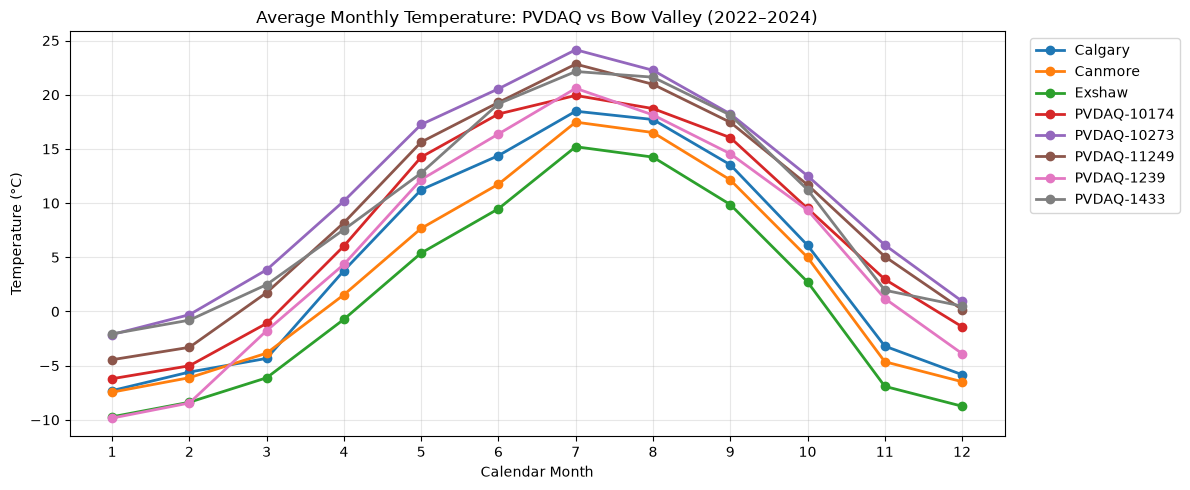 Average Monthly Temperature: PVDAQ vs Bow Valley (2022–2024)
Temperature (°C)
25
20
15
10
5
0
−5
−10
1 2 3 4 5 6 7 8 9 10 11 12
Calendar Month
Calgary
Canmore
Exshaw
PVDAQ-10174
PVDAQ-10273
PVDAQ-11249
PVDAQ-1239
PVDAQ-1433